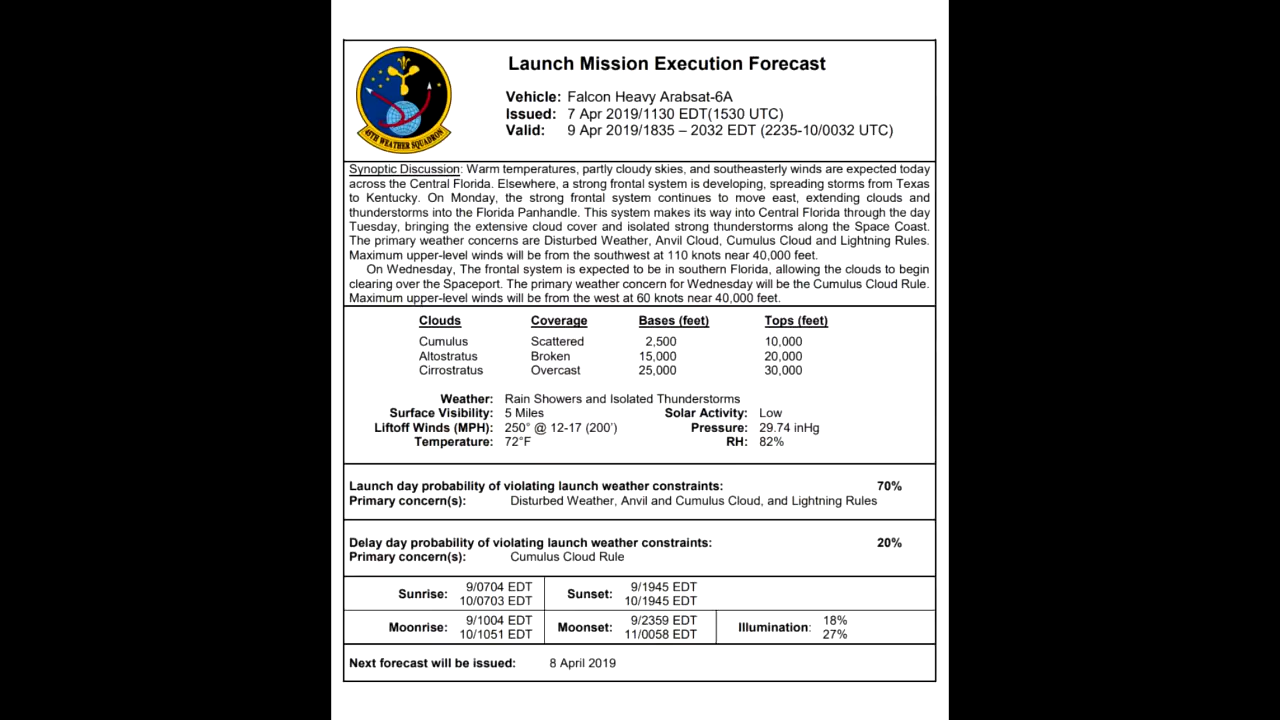 Launch Mission Execution Forecast
Vehicle: Falcon Heavy Arabsat-6A
Issued: 7 Apr 2019/1130 EDT(1530 UTC)
Valid: 9 Apr 2019/1835 – 2032 EDT (2235-10/0032 UTC)
45TH WEATHER SQUADRON
Synoptic Discussion: Warm temperatures, partly cloudy skies, and southeasterly winds are expected today
across the Central Florida. Elsewhere, a strong frontal system is developing, spreading storms from Texas
to Kentucky. On Monday, the strong frontal system continues to move east, extending clouds and
thunderstorms into the Florida Panhandle. This system makes its way into Central Florida through the day
Tuesday, bringing the extensive cloud cover and isolated strong thunderstorms along the Space Coast.
The primary weather concerns are Disturbed Weather, Anvil Cloud, Cumulus Cloud and Lightning Rules.
Maximum upper-level winds will be from the southwest at 110 knots near 40,000 feet.
On Wednesday, The frontal system is expected to be in southern Florida, allowing the clouds to begin
clearing over the Spaceport. The primary weather concern for Wednesday will be the Cumulus Cloud Rule.
Maximum upper-level winds will be from the west at 60 knots near 40,000 feet.
Clouds Coverage Bases (feet) Tops (feet)
Cumulus Scattered 2,500 10,000
Altostratus Broken 15,000 20,000
Cirrostratus Overcast 25,000 30,000
Weather: Rain Showers and Isolated Thunderstorms
Surface Visibility: 5 Miles Solar Activity: Low
Liftoff Winds (MPH): 250° @ 12-17 (200') Pressure: 29.74 inHg
Temperature: 72°F RH: 82%
Launch day probability of violating launch weather constraints: 70%
Primary concern(s): Disturbed Weather, Anvil and Cumulus Cloud, and Lightning Rules
Delay day probability of violating launch weather constraints: 20%
Primary concern(s): Cumulus Cloud Rule
Sunrise: 9/0704 EDT Sunset: 9/1945 EDT
10/0703 EDT 10/1945 EDT
Moonrise: 9/1004 EDT Moonset: 9/2359 EDT Illumination: 18%
10/1051 EDT 11/0058 EDT 27%
Next forecast will be issued: 8 April 2019